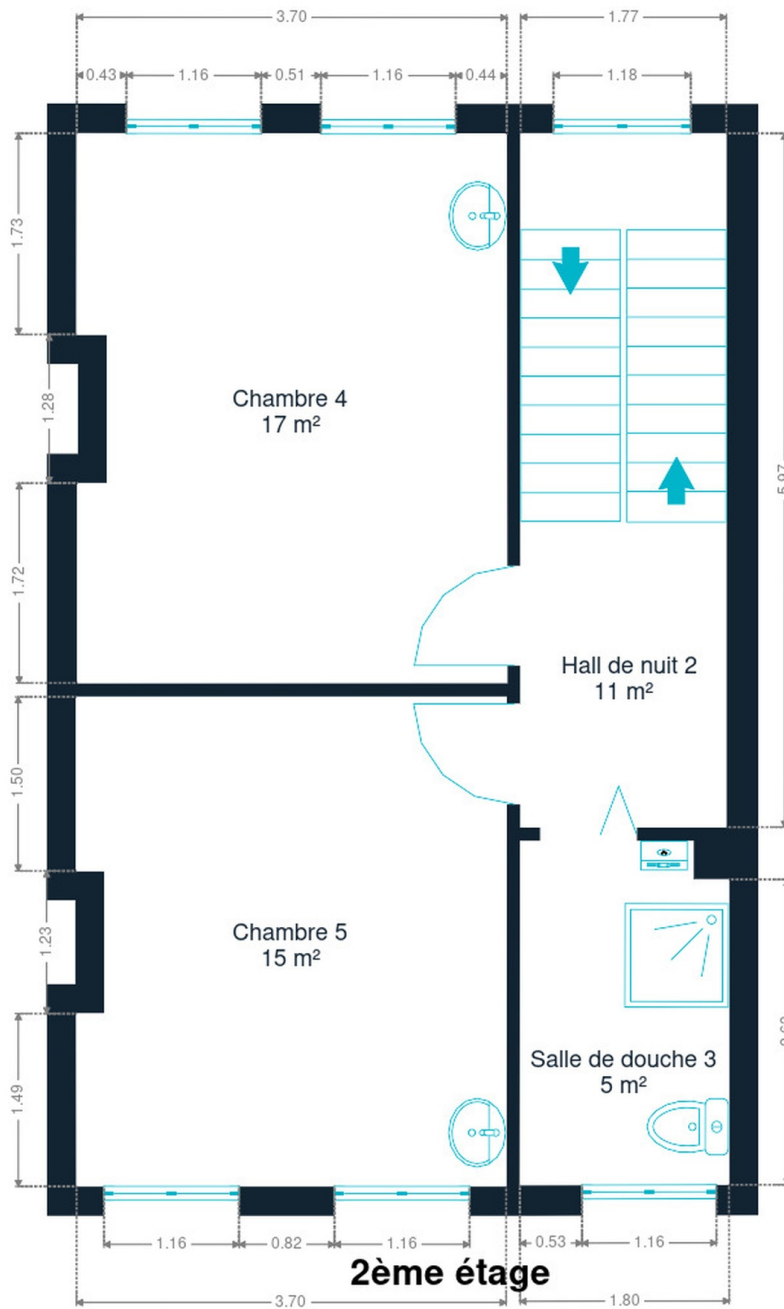 3.70
1.77
0.43
1.16
0.51
1.16
0.44
1.18
1.73
1.28
Chambre 4
17 m²
1.72
Hall de nuit 2
11 m²
1.50
1.23
Chambre 5
15 m²
Salle de douche 3
5 m²
1.49
1.16
0.82
1.16
0.53
1.16
2ème étage
3.70
1.80